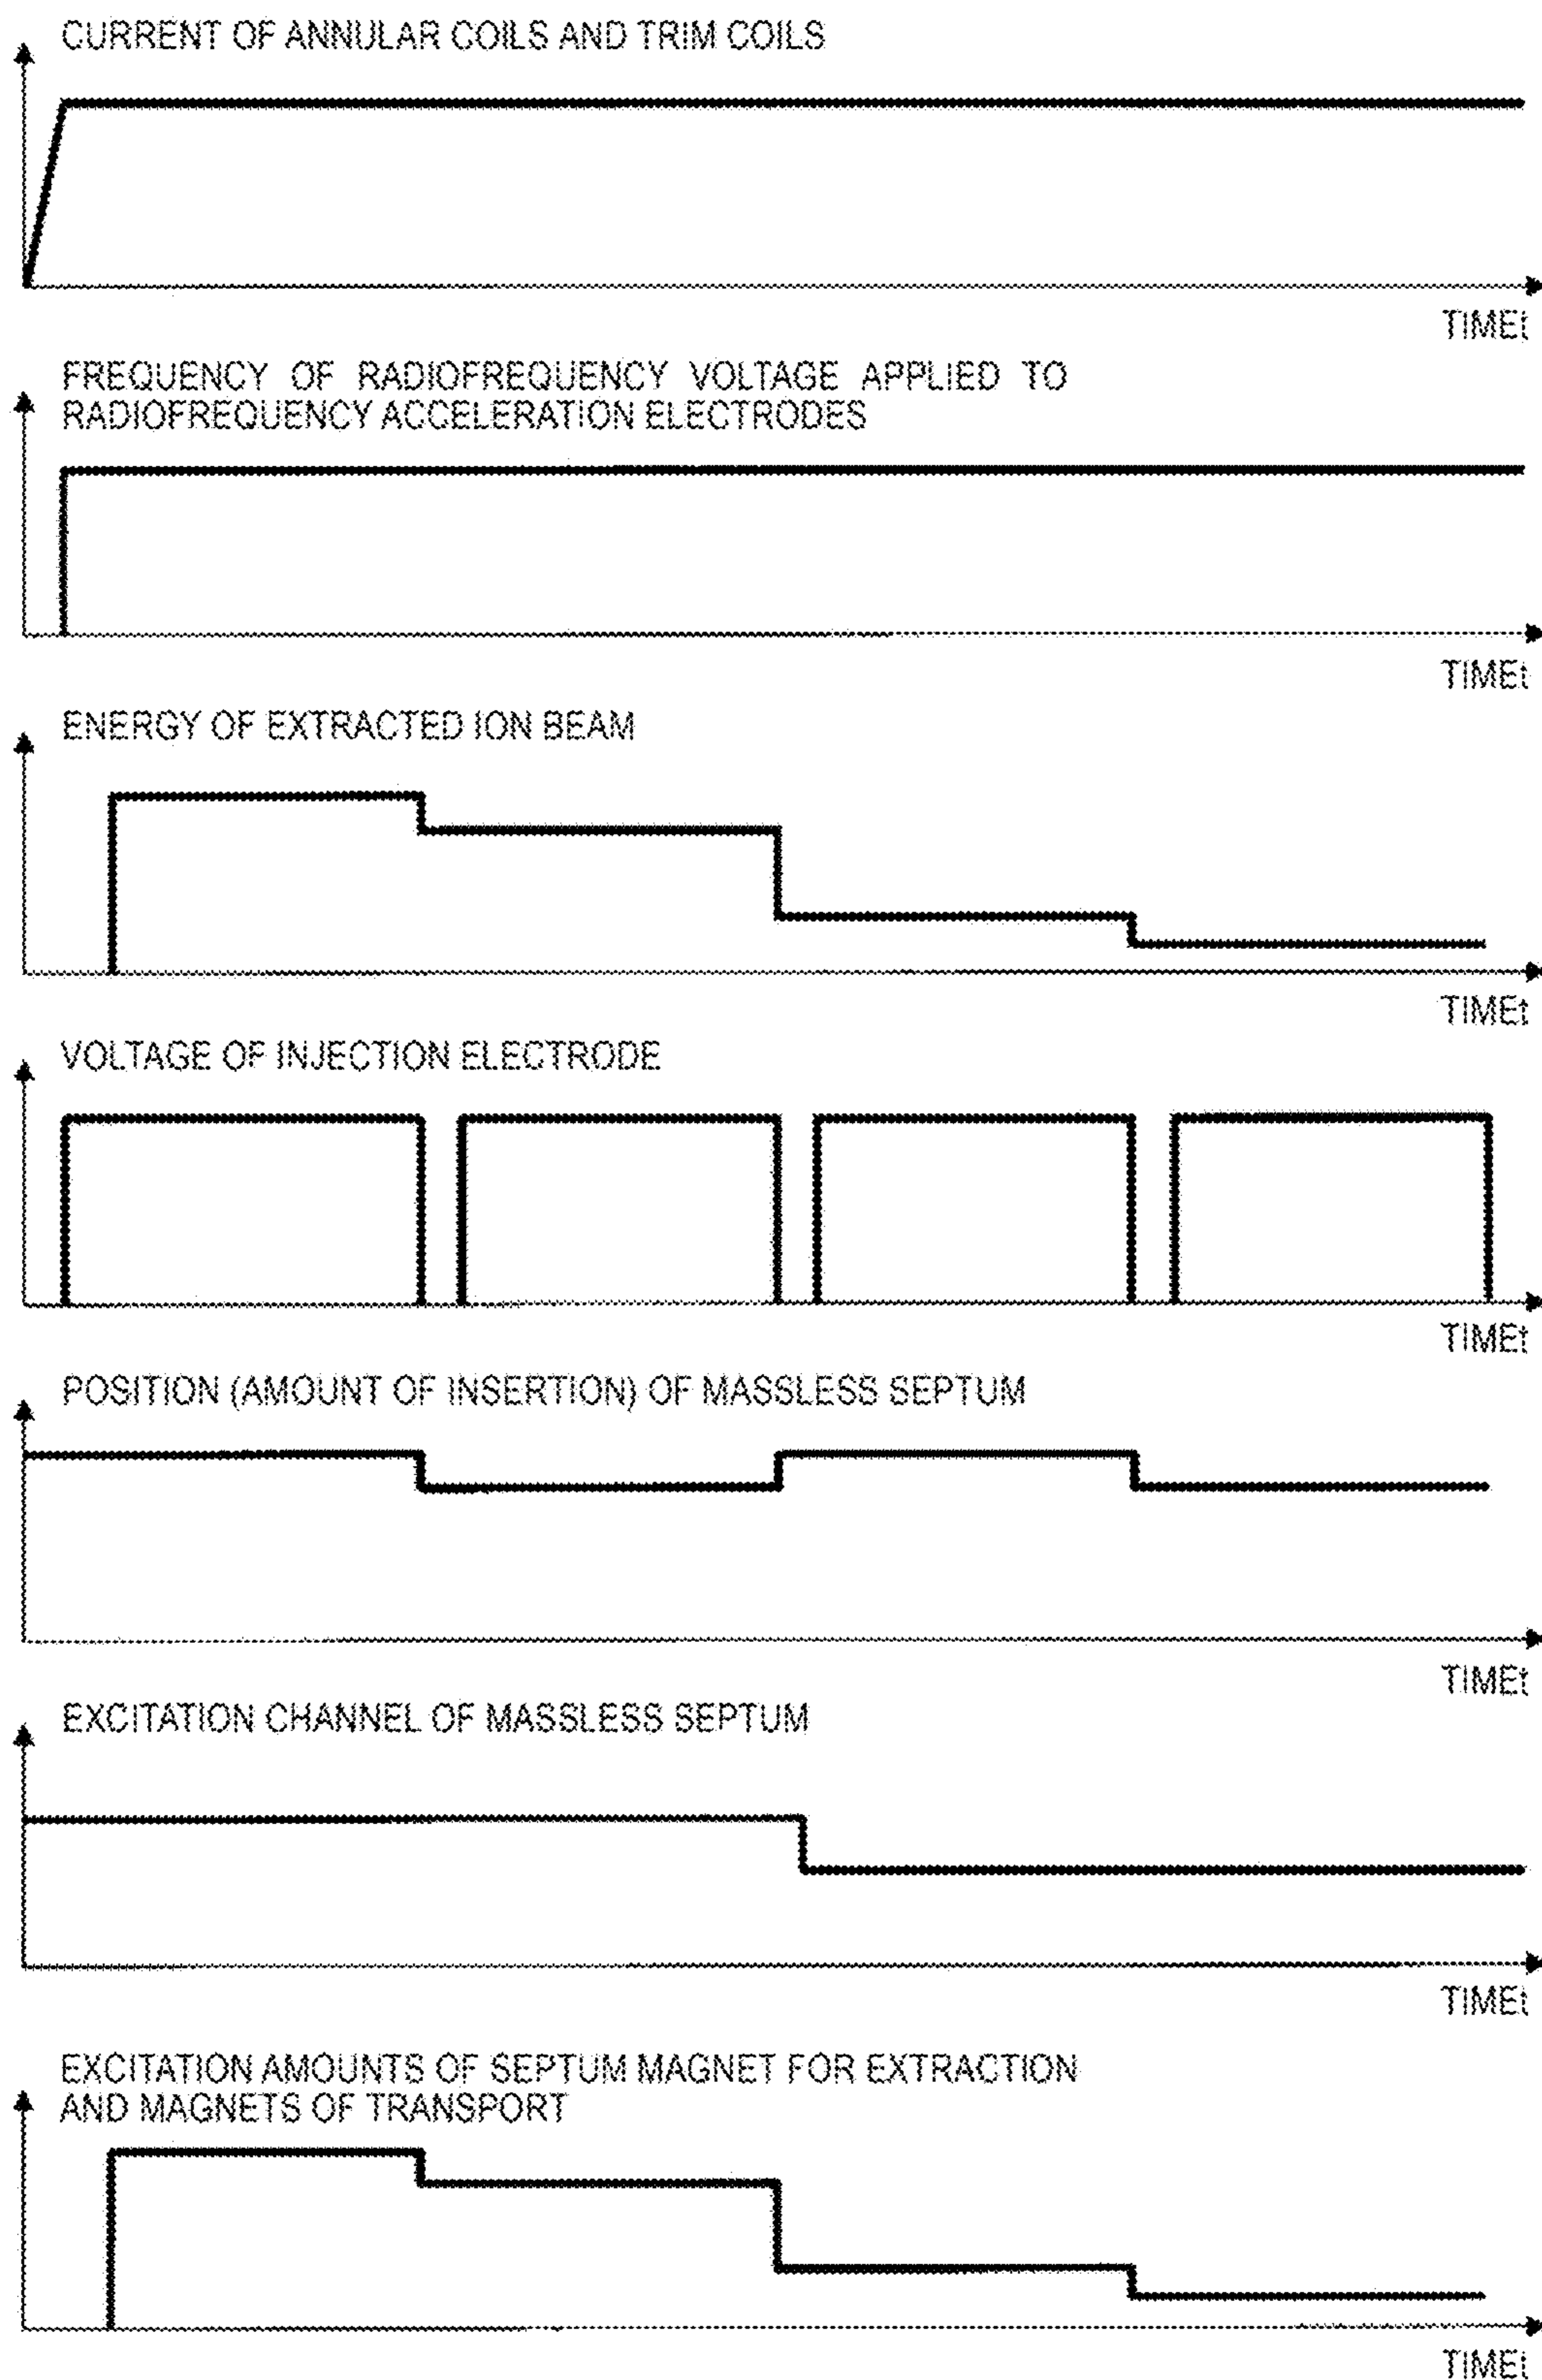 CURRENT OF ANNULAR COILS AND TRIM COILS
TIMEt
FREQUENCY OF RADIOFREQUENCY VOLTAGE APPLIED TO
RADIOFREQUENCY ACCELERATION ELECTRODES
TIMEt
ENERGY OF EXTRACTED ION BEAM
TIMEt
VOLTAGE OF INJECTION ELECTRODE
TIMEt
POSITION (AMOUNT OF INSERTION) OF MASSLESS SEPTUM
TIMEt
EXCITATION CHANNEL OF MASSLESS SEPTUM
TIMEt
EXCITATION AMOUNTS OF SEPTUM MAGNET FOR EXTRACTION
AND MAGNETS OF TRANSPORT
TIMEt